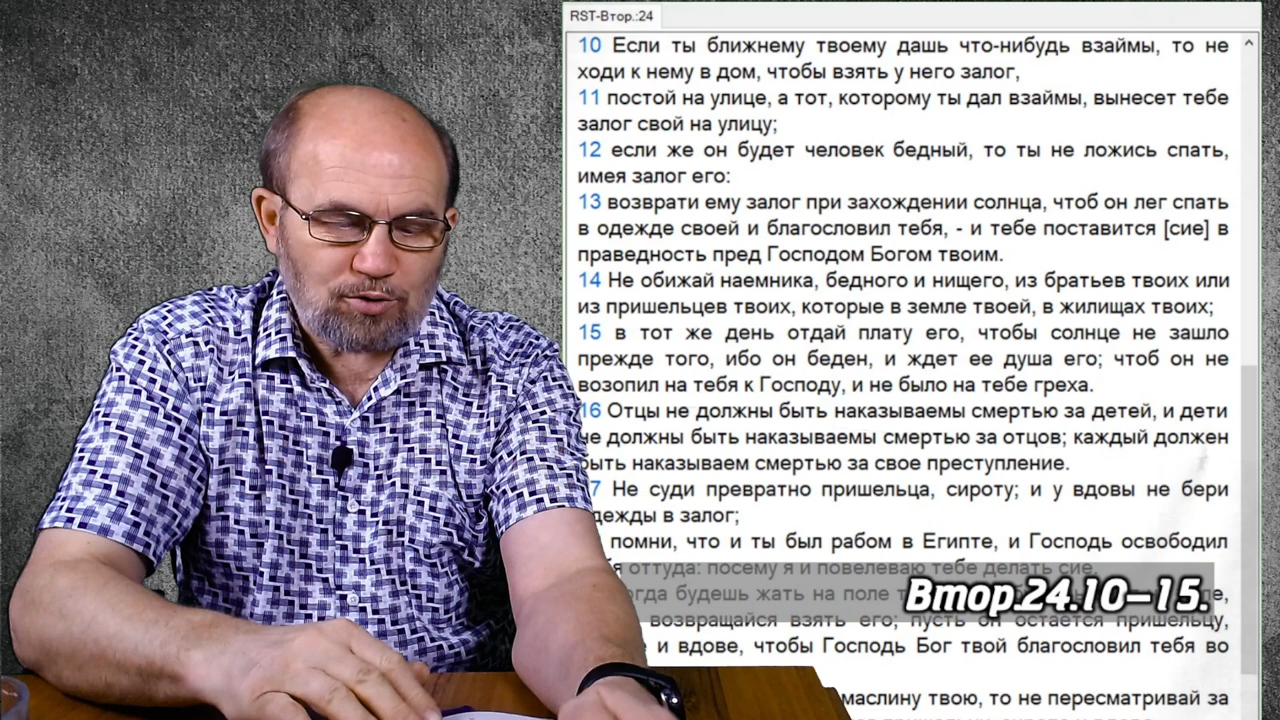 RST-Втор.:24
10 Если ты ближнему твоему дашь что-нибудь взаймы, то не
ходи к нему в дом, чтобы взять у него залог,
11 постой на улице, а тот, которому ты дал взаймы, вынесет тебе
залог свой на улицу;
12 если же он будет человек бедный, то ты не ложись спать,
имея залог его:
13 возврати ему залог при захождении солнца, чтоб он лег спать
в одежде своей и благословил тебя, - и тебе поставится [сие] в
праведность пред Господом Богом твоим.
14 Не обижай наемника, бедного и нищего, из братьев твоих или
из пришельцев твоих, которые в земле твоей, в жилищах твоих;
15 в тот же день отдай плату его, чтобы солнце не зашло
прежде того, ибо он беден, и ждет ее душа его; чтоб он не
возопил на тебя к Господу, и не было на тебе греха.
16 Отцы не должны быть наказываемы смертью за детей, и дети
не должны быть наказываемы смертью за отцов; каждый должен
быть наказываем смертью за свое преступление.
7 Не суди превратно пришельца, сироту; и у вдовы не бери
одежды в залог;
помни, что и ты был рабом в Египте, и Господь освободил
оттуда: посему я и повелеваю тебе делать сие.
будешь жать на поле
Втор.24.10–15.
возвращайся взять его; пусть он остается пришельцу,
и вдове, чтобы Господь Бог твой благословил тебя во
маслину твою, то не пересматривай за